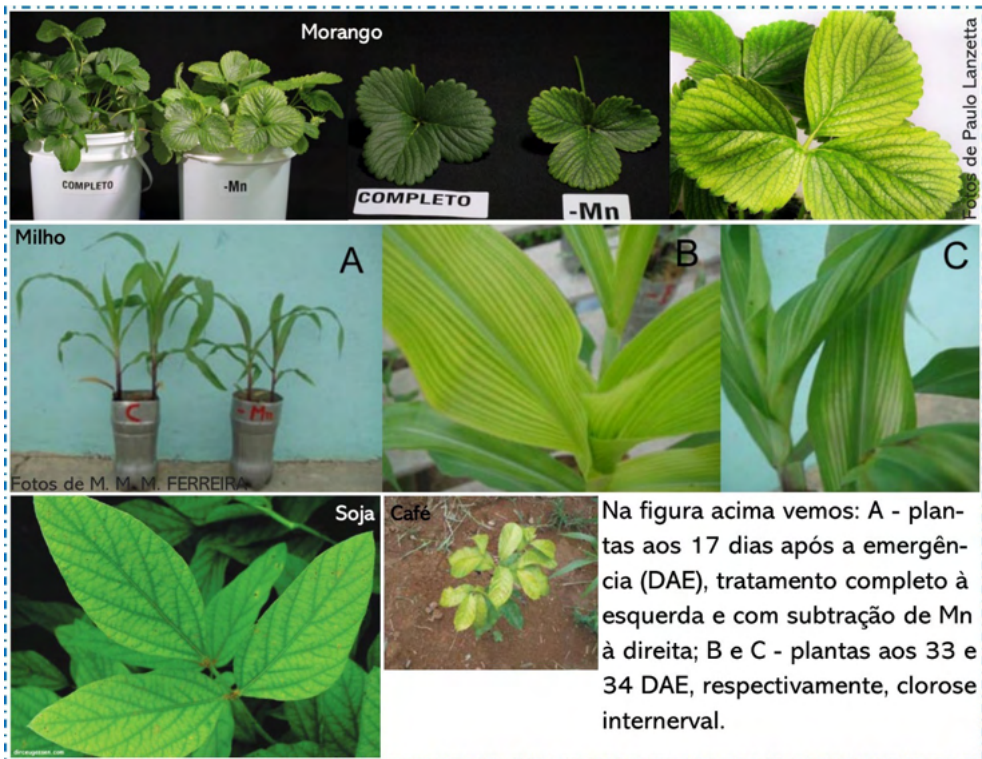 Morango
COMPLETO
-Mn
COMPLETO
-Mn
Fotos de Paulo Lanzetta
Milho
A
B
C
C
- Mn
Fotos de M. M. M. FERREIRA
Soja
Café
Na figura acima vemos: A - plan-
tas aos 17 dias após a emergên-
cia (DAE), tratamento completo à
esquerda e com subtração de Mn
à direita; B e C - plantas aos 33 e
34 DAE, respectivamente, clorose
internerval.
dirceugassen.com